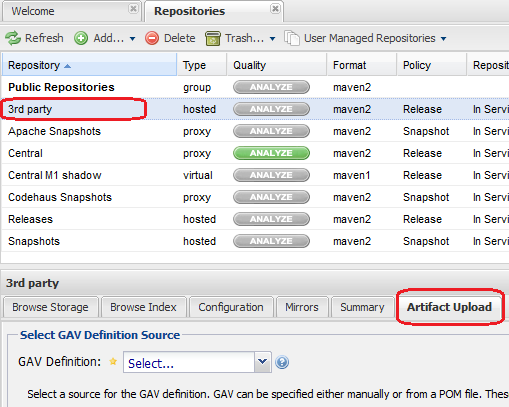 Welcome Repositories
Refresh Add... Delete Trash... User Managed Repositories
Repository Type Quality Format Policy Reposit
Public Repositories group ANALYZE maven2
3rd party hosted ANALYZE maven2 Release In Servi
Apache Snapshots proxy ANALYZE maven2 Snapshot In Servi
Central proxy ANALYZE maven2 Release In Servi
Central M1 shadow virtual ANALYZE maven1 Release In Servi
Codehaus Snapshots proxy ANALYZE maven2 Snapshot In Servi
Releases hosted ANALYZE maven2 Release In Servi
Snapshots hosted ANALYZE maven2 Snapshot In Servi
3rd party
Browse Storage Browse Index Configuration Mirrors Summary Artifact Upload
Select GAV Definition Source
GAV Definition: Select...
Select a source for the GAV definition. GAV can be specified either manually or from a POM file. These